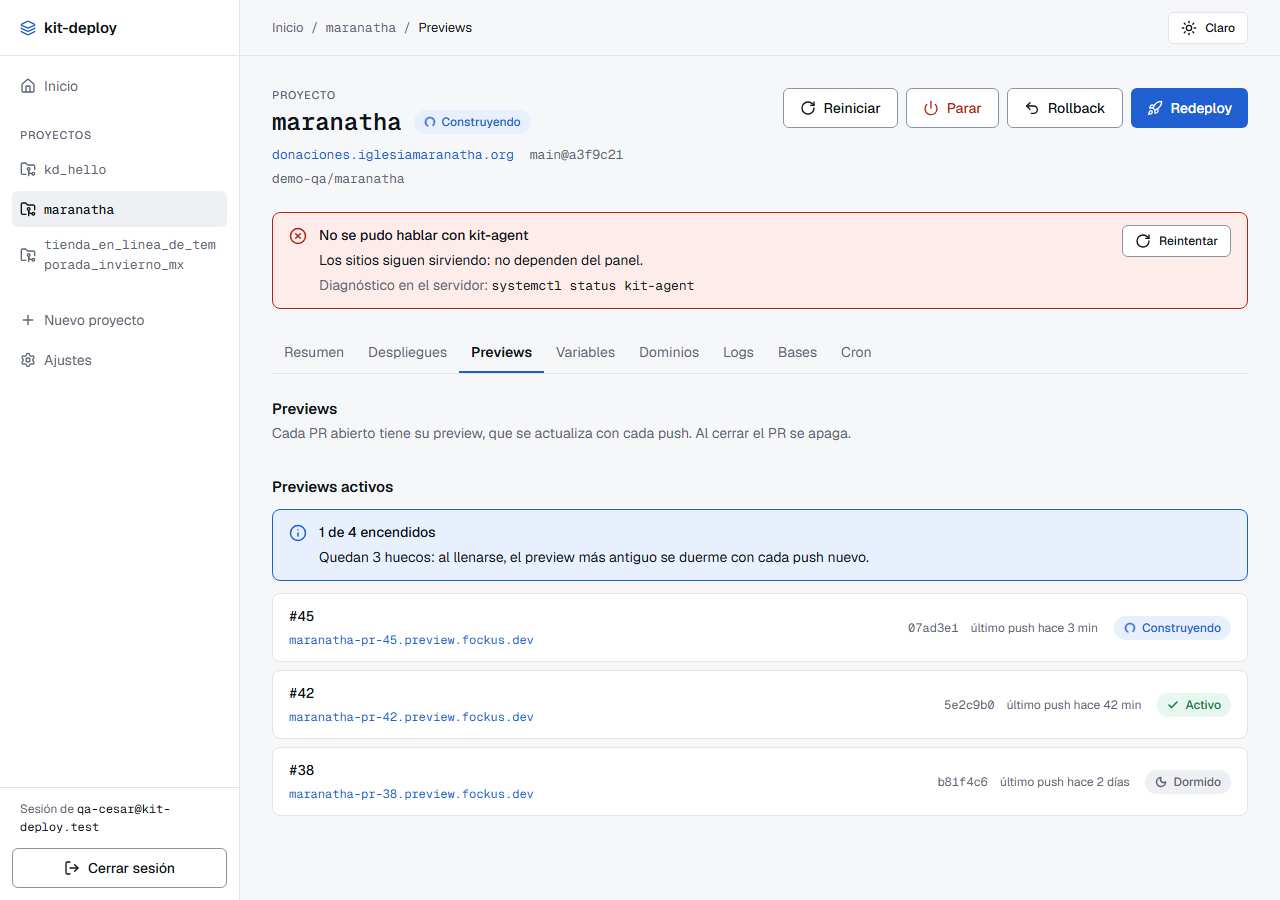 kit-deploy
Inicio / maranatha / Previews
Claro
Inicio
PROYECTOS
kd_hello
maranatha
tienda_en_linea_de_tem
porada_invierno_mx
Nuevo proyecto
Ajustes
Sesión de qa-cesar@kit-
deploy.test
Cerrar sesión
PROYECTO
maranatha Construyendo
Reiniciar
Parar
Rollback
Redeploy
donaciones.iglesiamaranatha.org main@a3f9c21
demo-qa/maranatha
No se pudo hablar con kit-agent
Los sitios siguen sirviendo: no dependen del panel.
Diagnóstico en el servidor: systemctl status kit-agent
Reintentar
Resumen Despliegues Previews Variables Dominios Logs Bases Cron
Previews
Cada PR abierto tiene su preview, que se actualiza con cada push. Al cerrar el PR se apaga.
Previews activos
1 de 4 encendidos
Quedan 3 huecos: al llenarse, el preview más antiguo se duerme con cada push nuevo.
#45
maranatha-pr-45.preview.fockus.dev
07ad3e1 último push hace 3 min Construyendo
#42
maranatha-pr-42.preview.fockus.dev
5e2c9b0 último push hace 42 min Activo
#38
maranatha-pr-38.preview.fockus.dev
b81f4c6 último push hace 2 días Dormido